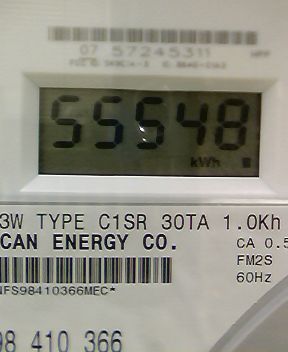 07 57245311
55548
kWh
3W TYPE C1SR 30TA 1.0Kh
CAN ENERGY CO.
CA 0.5
FM2S
60Hz
NFS98410366MEC*
98 410 366